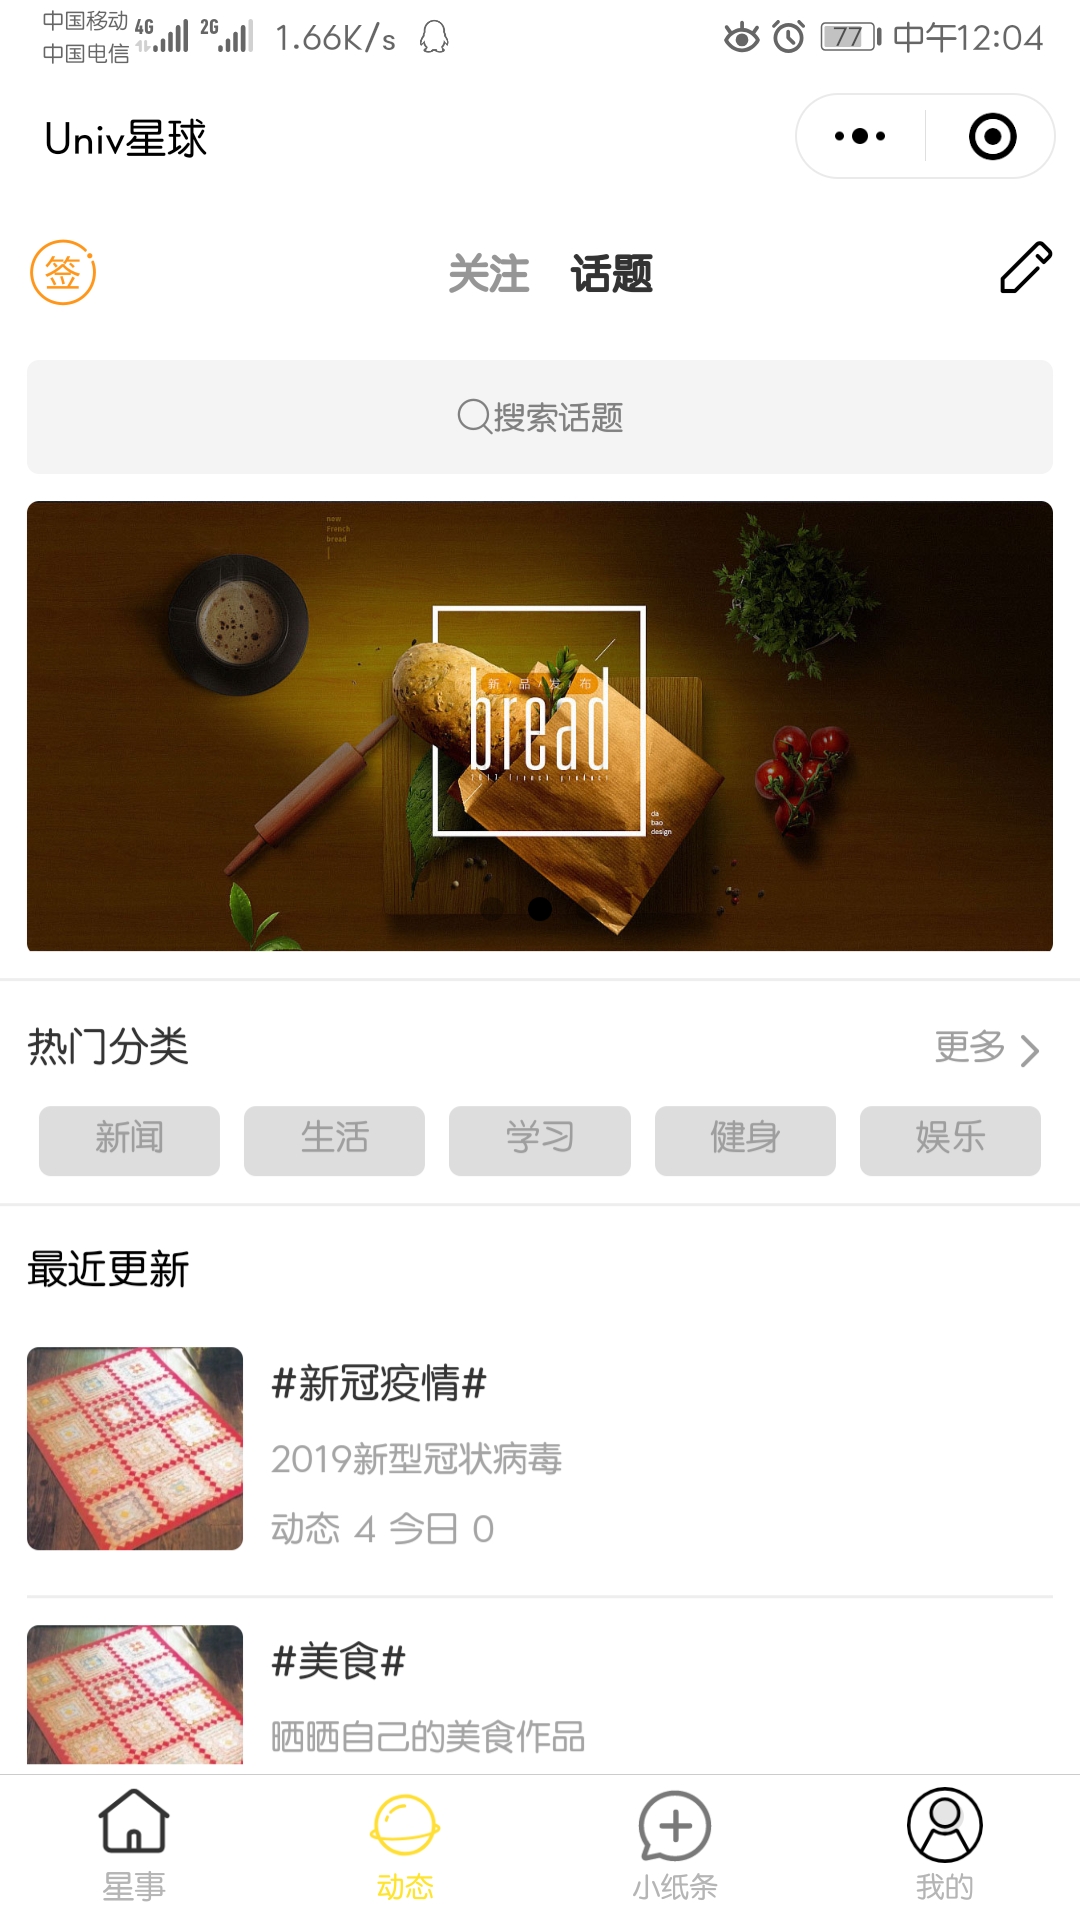 中国移动 4G 2G 1.66K/s 77 中午12:04
中国电信
Univ星球
签 关注 话题
搜索话题
now
French
bread
新/品/发/布
bread
2017 french product
da
bao
design
热门分类 更多
新闻 生活 学习 健身 娱乐
最近更新
#新冠疫情#
2019新型冠状病毒
动态 4 今日 0
#美食#
晒晒自己的美食作品
星事 动态 小纸条 我的